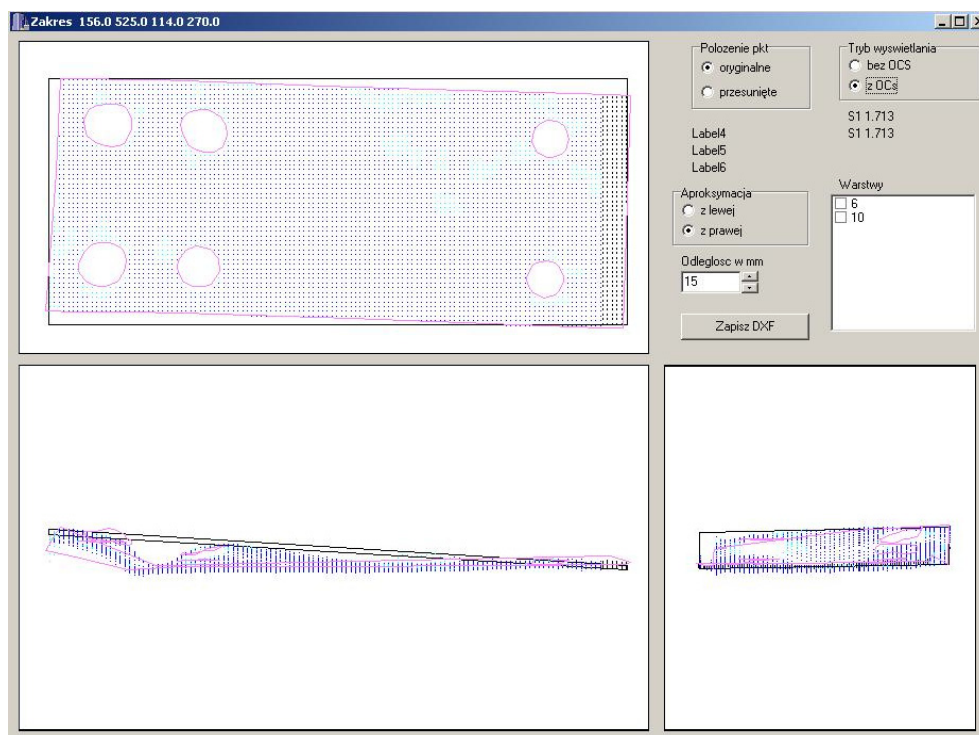 Zakres 156.0 525.0 114.0 270.0
Polozenie pkt
oryginalne
przesunięte
Tryb wyswietlania
bez OCS
z OCs
S1 1.713
S1 1.713
Label4
Label5
Label6
Aproksymacja
z lewej
z prawej
Odleglosc w mm
15
Zapisz DXF
Warstwy
6
10